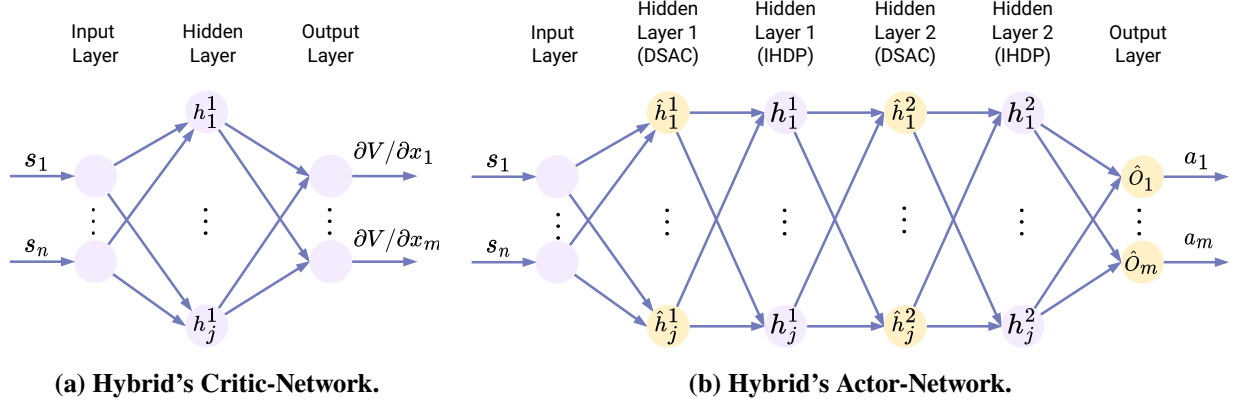 Input
Layer
Hidden
Layer
Output
Layer
s_1
s_n
h_1^1
h_j^1
∂V/∂x_1
∂V/∂x_m
(a) Hybrid's Critic-Network.
Input
Layer
Hidden
Layer 1
(DSAC)
Hidden
Layer 1
(IHDP)
Hidden
Layer 2
(DSAC)
Hidden
Layer 2
(IHDP)
Output
Layer
s_1
s_n
ĥ_1^1
ĥ_j^1
h_1^1
h_j^1
ĥ_1^2
ĥ_j^2
h_1^2
h_j^2
Ô_1
Ô_m
a_1
a_m
(b) Hybrid's Actor-Network.